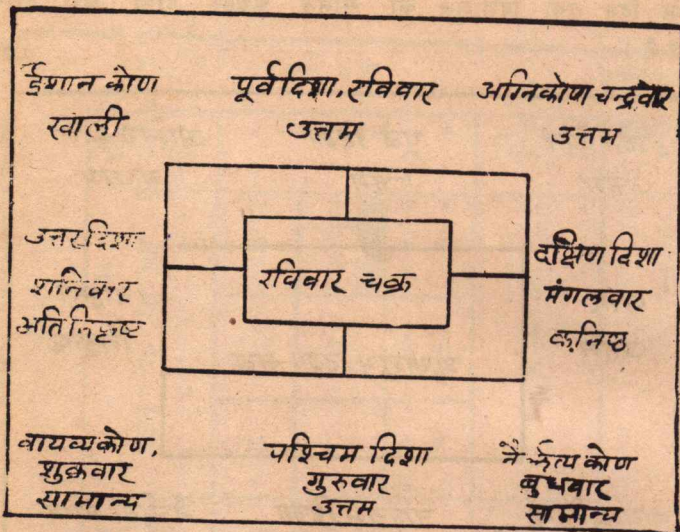 ईशान कोण
खाली
पूर्व दिशा, रविवार
उत्तम
अग्निकोण चन्द्रवार
उत्तम
उत्तरदिशा
शनिवार
अतिनिकृष्ट
रविवार चक्र
दक्षिण दिशा
मंगलवार
कनिष्ठ
वायव्य कोण,
शुक्रवार
सामान्य
पश्चिम दिशा
गुरुवार
उत्तम
नैर्ऋत्य कोण
बुधवार
सामान्य